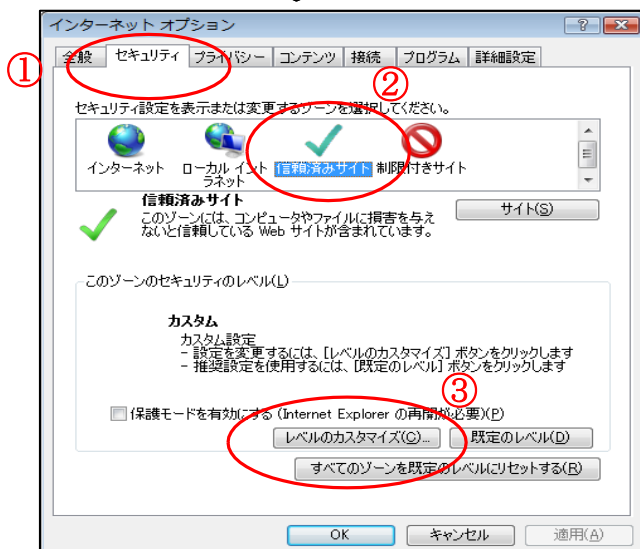 インターネット オプション
①
全般 セキュリティ プライバシー コンテンツ 接続 プログラム 詳細設定
②
セキュリティ設定を表示または変更するゾーンを選択してください。
インターネット ローカル イントラネット 信頼済みサイト 制限付きサイト
信頼済みサイト
このゾーンには、コンピュータやファイルに損害を与え
ないと信頼している Web サイトが含まれています。
サイト(S)
このゾーンのセキュリティのレベル(L)
カスタム
カスタム設定
- 設定を変更するには、[レベルのカスタマイズ] ボタンをクリックします
- 推奨設定を使用するには、[既定のレベル] ボタンをクリックします
③
保護モードを有効にする (Internet Explorer の再開が必要)(P)
レベルのカスタマイズ(C)... 既定のレベル(D)
すべてのゾーンを既定のレベルにリセットする(R)
OK キャンセル 適用(A)